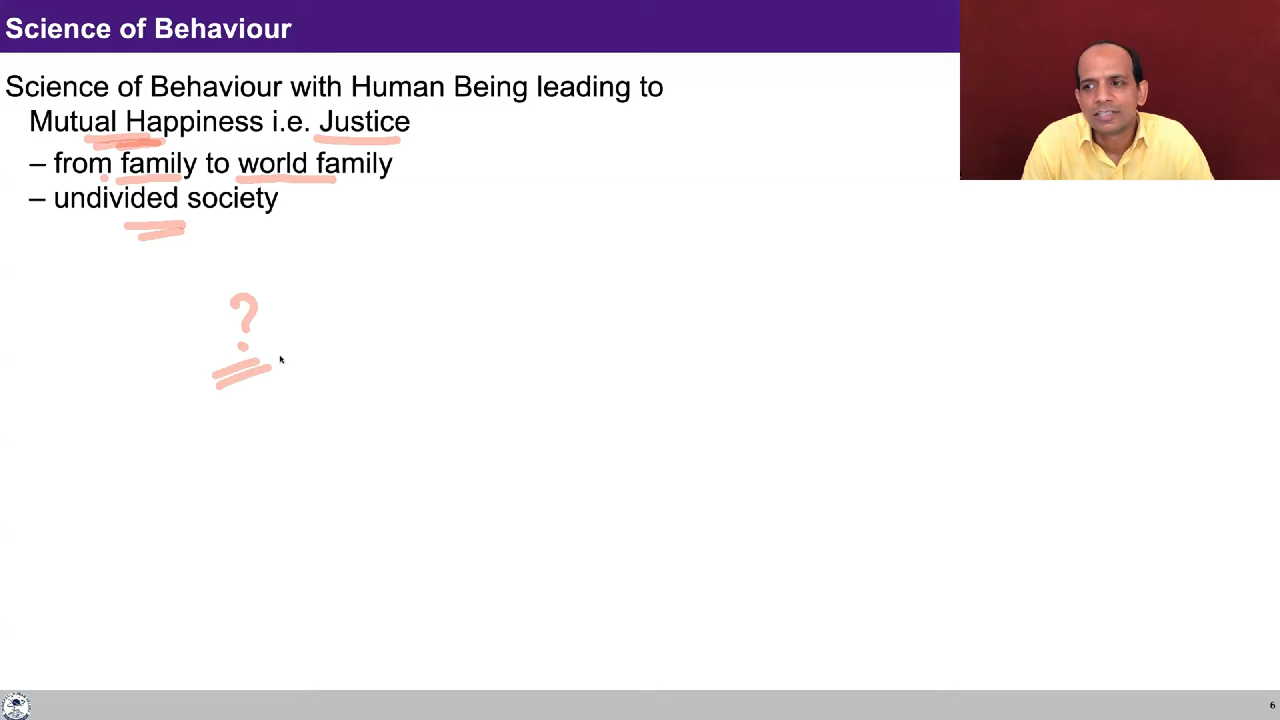 Science of Behaviour
Science of Behaviour with Human Being leading to
Mutual Happiness i.e. Justice
– from family to world family
– undivided society
?
6